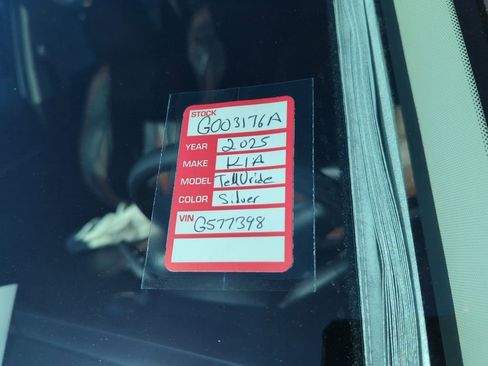 STOCK G003176A
YEAR 2025
MAKE KIA
MODEL TellUride
COLOR Silver
VIN G577398